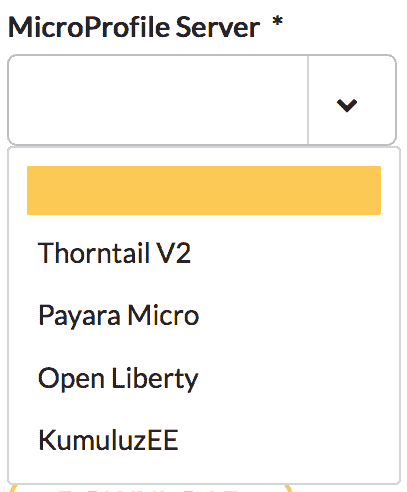 MicroProfile Server *
Thorntail V2
Payara Micro
Open Liberty
KumuluzEE